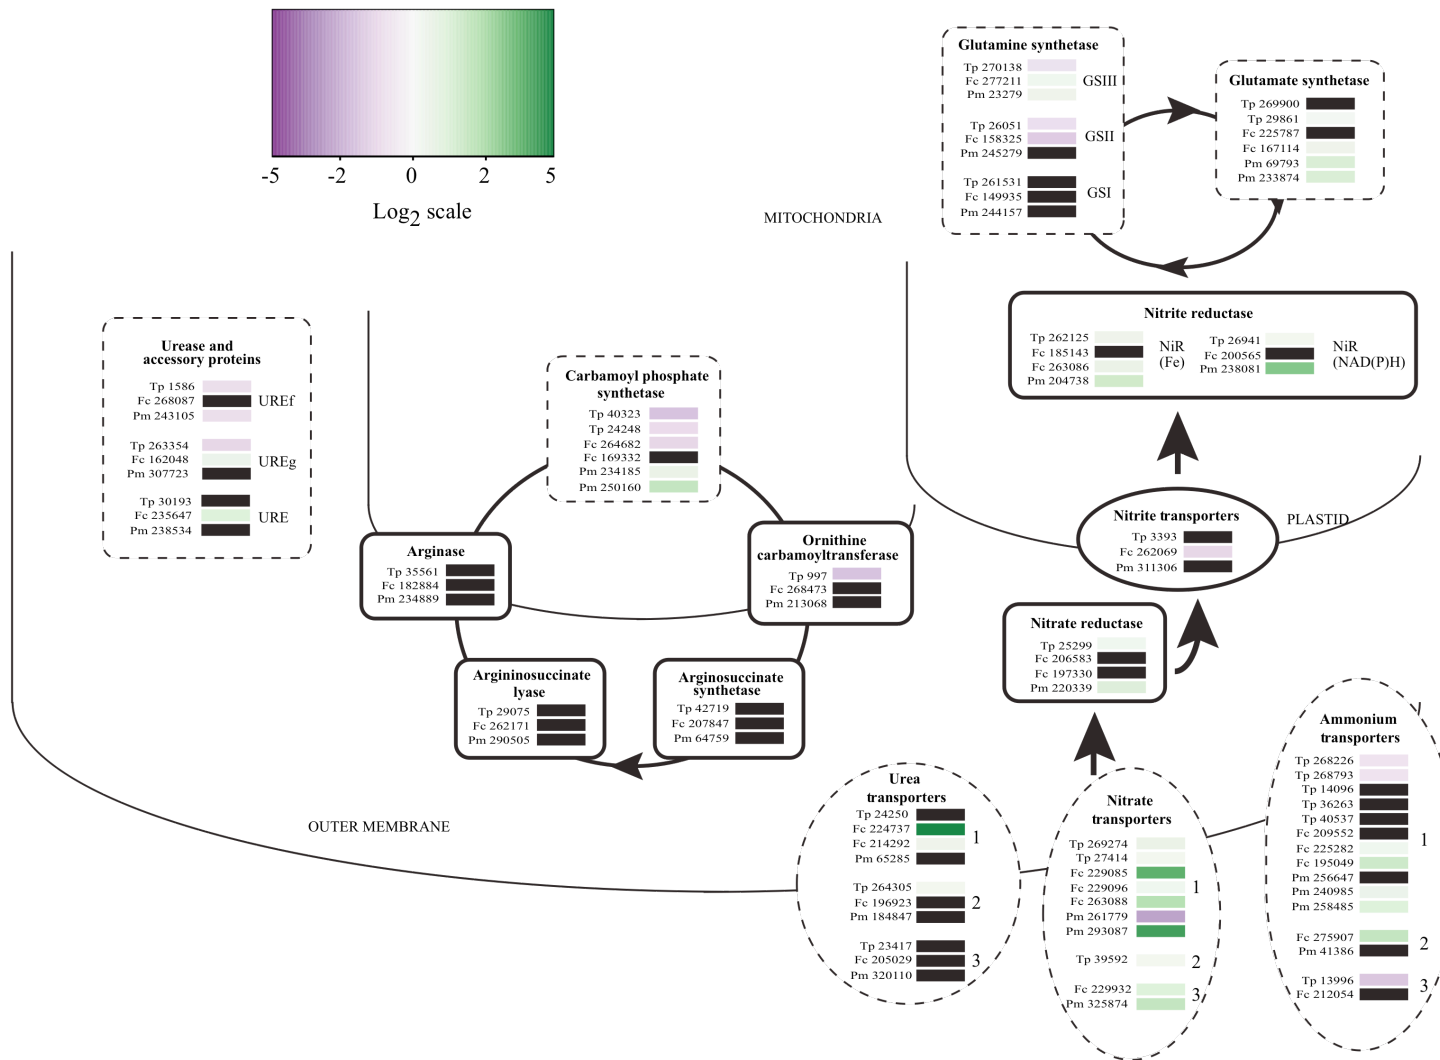 -5 -2 0 2 5
Log2 scale
MITOCHONDRIA
Glutamine synthetase
Tp 270138
Fc 277211
Pm 23279
GSIII
Tp 26051
Fc 158325
Pm 245279
GSII
Tp 261531
Fc 149935
Pm 244157
GSI
Glutamate synthetase
Tp 269900
Tp 29861
Fc 225787
Fc 167114
Pm 69793
Pm 233874
Nitrite reductase
Tp 262125
Fc 185143
Fc 263086
Pm 204738
NiR
(Fe)
Tp 26941
Fc 200565
Pm 238081
NiR
(NAD(P)H)
Urease and
accessory proteins
Tp 1586
Fc 268087
Pm 243105
UREf
Tp 263354
Fc 162048
Pm 307723
UREg
Tp 30193
Fc 235647
Pm 238534
URE
Carbamoyl phosphate
synthetase
Tp 40323
Tp 24248
Fc 264682
Fc 169332
Pm 234185
Pm 250160
Arginase
Tp 35561
Fc 182884
Pm 234889
Ornithine
carbamoyltransferase
Tp 997
Fc 268473
Pm 213068
Argininosuccinate
lyase
Tp 29075
Fc 262171
Pm 290505
Arginosuccinate
synthetase
Tp 42719
Fc 207847
Pm 64759
Nitrite transporters
Tp 3393
Fc 262069
Pm 311306
PLASTID
Nitrate reductase
Tp 25299
Fc 206583
Fc 197330
Pm 220339
OUTER MEMBRANE
Urea
transporters
Tp 24250
Fc 224737
Fc 214292
Pm 65285
1
Tp 264305
Fc 196923
Pm 184847
2
Tp 23417
Fc 205029
Pm 320110
3
Nitrate
transporters
Tp 269274
Tp 27414
Fc 229085
Fc 229096
Fc 263088
Pm 261779
Pm 293087
1
Tp 39592
2
Fc 229932
Pm 325874
3
Ammonium
transporters
Tp 268226
Tp 268793
Tp 14096
Tp 36263
Tp 40537
Fc 209552
Fc 225282
Fc 195049
Pm 256647
Pm 240985
Pm 258485
1
Fc 275907
Pm 41386
2
Tp 13996
Fc 212054
3